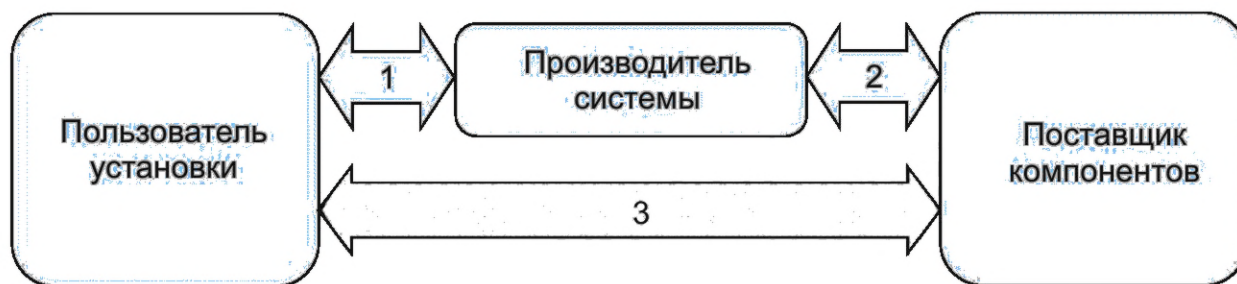 Пользователь
установки
1
Производитель
системы
2
3
Поставщик
компонентов